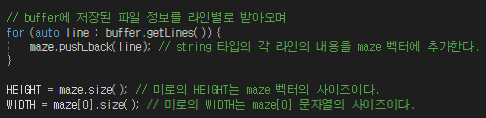 // buffer에 저장된 파일 정보를 라인별로 받아오며
for (auto line : buffer.getLines()) {
maze.push_back(line); // string 타입의 각 라인의 내용을 maze 벡터에 추가한다.
}
HEIGHT = maze.size(); // 미로의 HEIGHT는 maze 벡터의 사이즈이다.
WIDTH = maze[0].size(); // 미로의 WIDTH는 maze[0] 문자열의 사이즈이다.